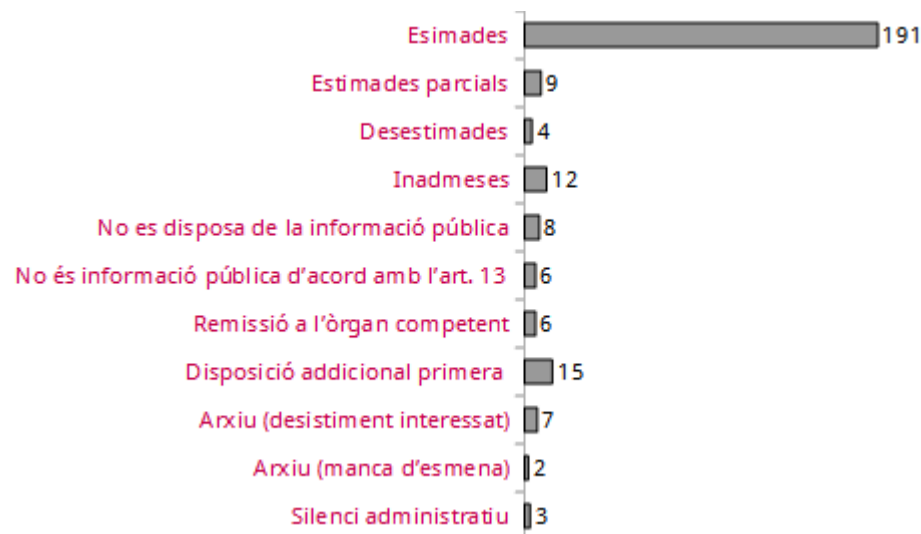 Esimades 191
Estimades parcials 9
Desestimades 4
Inadmeses 12
No es disposa de la informació pública 8
No és informació pública d’acord amb l’art. 13 6
Remissió a l’òrgan competent 6
Disposició addicional primera 15
Arxiu (desistiment interessat) 7
Arxiu (manca d’esmena) 2
Silenci administratiu 3